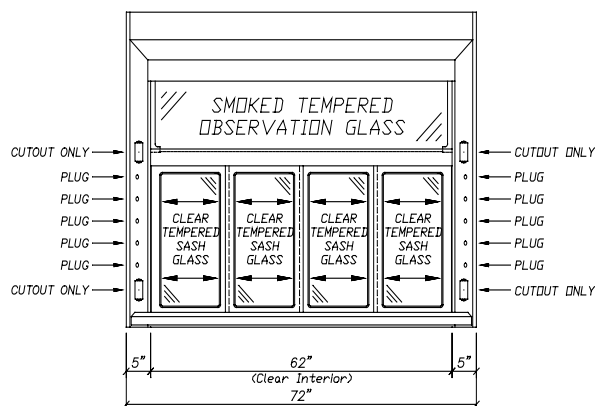 SMOKED TEMPERED
OBSERVATION GLASS
CUTOUT ONLY
CUTOUT ONLY
PLUG
PLUG
PLUG
PLUG
PLUG
PLUG
PLUG
PLUG
PLUG
PLUG
CUTOUT ONLY
CUTOUT ONLY
CLEAR
TEMPERED
SASH
GLASS
CLEAR
TEMPERED
SASH
GLASS
CLEAR
TEMPERED
SASH
GLASS
CLEAR
TEMPERED
SASH
GLASS
5"
62"
5"
(Clear Interior)
72"